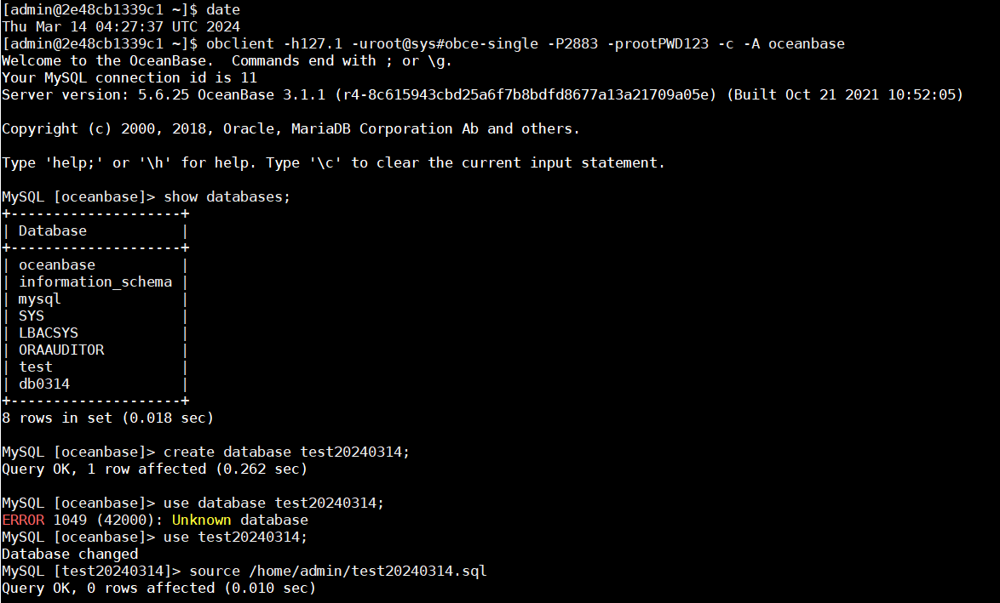 [admin@2e48cb1339c1 ~]$ date
Thu Mar 14 04:27:37 UTC 2024
[admin@2e48cb1339c1 ~]$ obclient -h127.1 -uroot@sys#obce-single -P2883 -prootPWD123 -c -A oceanbase
Welcome to the OceanBase.  Commands end with ; or \g.
Your MySQL connection id is 11
Server version: 5.6.25 OceanBase 3.1.1 (r4-8c615943cbd25a6f7b8bdfd8677a13a21709a05e) (Built Oct 21 2021 10:52:05)

Copyright (c) 2000, 2018, Oracle, MariaDB Corporation Ab and others.

Type 'help;' or '\h' for help. Type '\c' to clear the current input statement.

MySQL [oceanbase]> show databases;
+--------------------+
| Database           |
+--------------------+
| oceanbase          |
| information_schema |
| mysql              |
| SYS                |
| LBACSYS            |
| ORAAUDITOR         |
| test               |
| db0314             |
+--------------------+
8 rows in set (0.018 sec)

MySQL [oceanbase]> create database test20240314;
Query OK, 1 row affected (0.262 sec)

MySQL [oceanbase]> use database test20240314;
ERROR 1049 (42000): Unknown database
MySQL [oceanbase]> use test20240314;
Database changed
MySQL [test20240314]> source /home/admin/test20240314.sql
Query OK, 0 rows affected (0.010 sec)